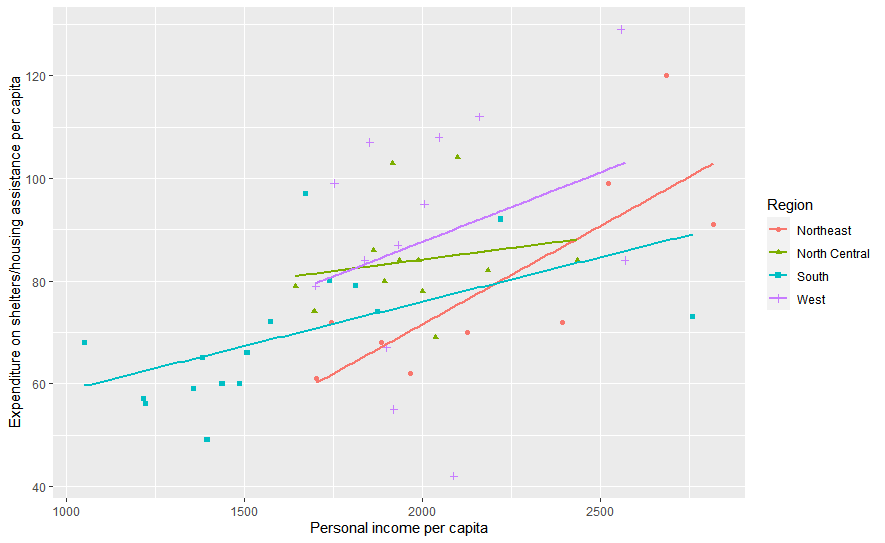 Expenditure on shelters/housing assistance per capita
120
100
80
60
40
1000 1500 2000 2500
Personal income per capita
Region
Northeast
North Central
South
West